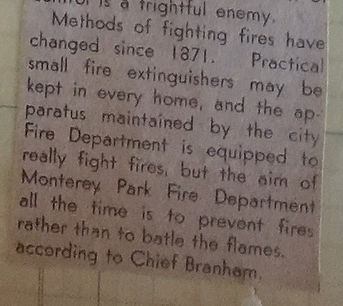 is a frightful enemy.
Methods of fighting fires have
changed since 1871. Practical
small fire extinguishers may be
kept in every home, and the ap-
paratus maintained by the city
Fire Department is equipped to
really fight fires, but the aim of
Monterey Park Fire Department
all the time is to prevent fires
rather than to batle the flames.
according to Chief Branham.